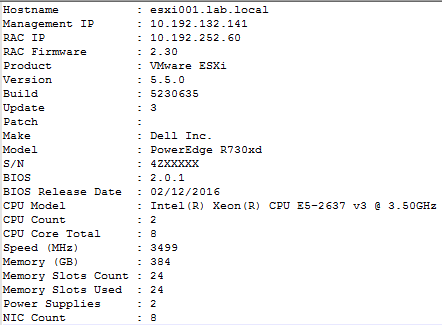 Hostname : esxi001.lab.local
Management IP : 10.192.132.141
RAC IP : 10.192.252.60
RAC Firmware : 2.30
Product : VMware ESXi
Version : 5.5.0
Build : 5230635
Update : 3
Patch :
Make : Dell Inc.
Model : PowerEdge R730xd
S/N : 4ZXXXXX
BIOS : 2.0.1
BIOS Release Date : 02/12/2016
CPU Model : Intel(R) Xeon(R) CPU E5-2637 v3 @ 3.50GHz
CPU Count : 2
CPU Core Total : 8
Speed (MHz) : 3499
Memory (GB) : 384
Memory Slots Count : 24
Memory Slots Used : 24
Power Supplies : 2
NIC Count : 8